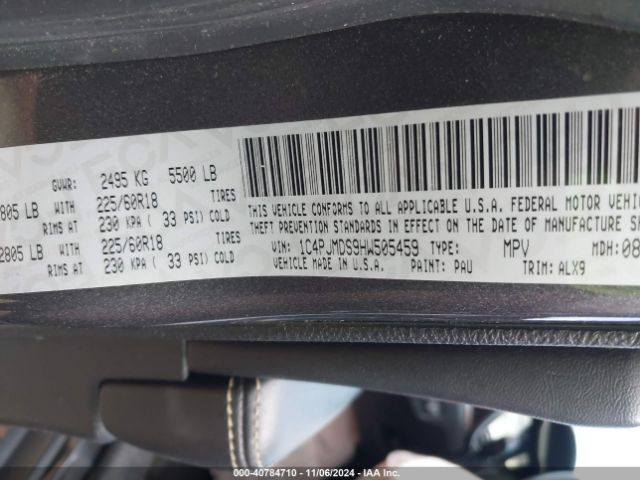 GVWR: 2495 KG 5500 LB
2805 LB WITH 225/60R18 TIRES
RIMS AT 230 KPA ( 33 PSI) COLD
2805 LB WITH 225/60R18 TIRES
RIMS AT 230 KPA ( 33 PSI) COLD
THIS VEHICLE CONFORMS TO ALL APPLICABLE U.S.A. FEDERAL MOTOR VEHICL
THEFT PREVENTION STANDARDS IN EFFECT ON THE DATE OF MANUFACTURE SH
VIN: 1C4PJMDS9HW505459 TYPE: MPV MDH: 08
VEHICLE MADE IN U.S.A. PAINT: PAU TRIM: ALX9
000-40784710 - 11/06/2024 - IAA Inc.